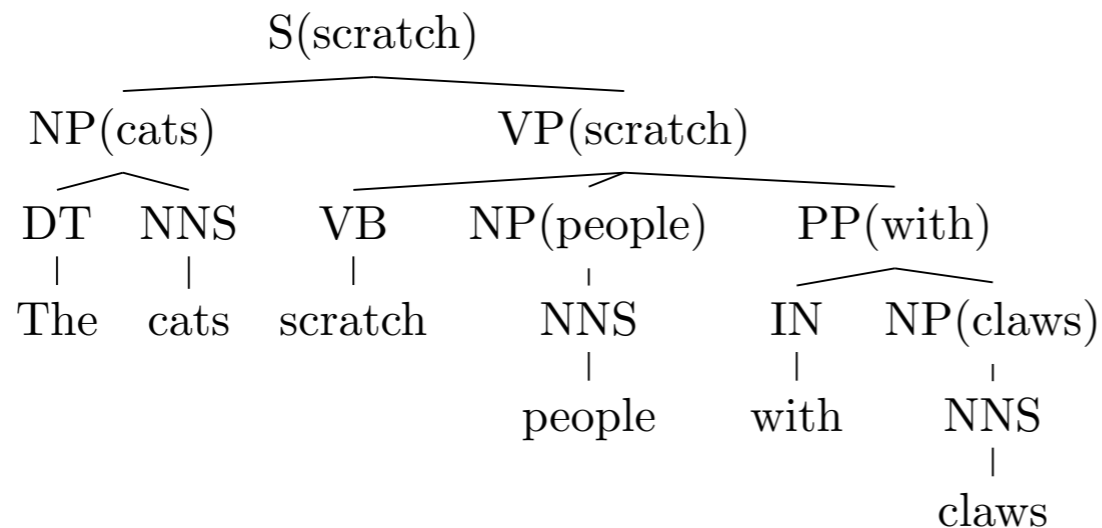 S(scratch)
NP(cats) VP(scratch)
DT NNS VB NP(people) PP(with)
The cats scratch NNS IN NP(claws)
people with NNS
claws